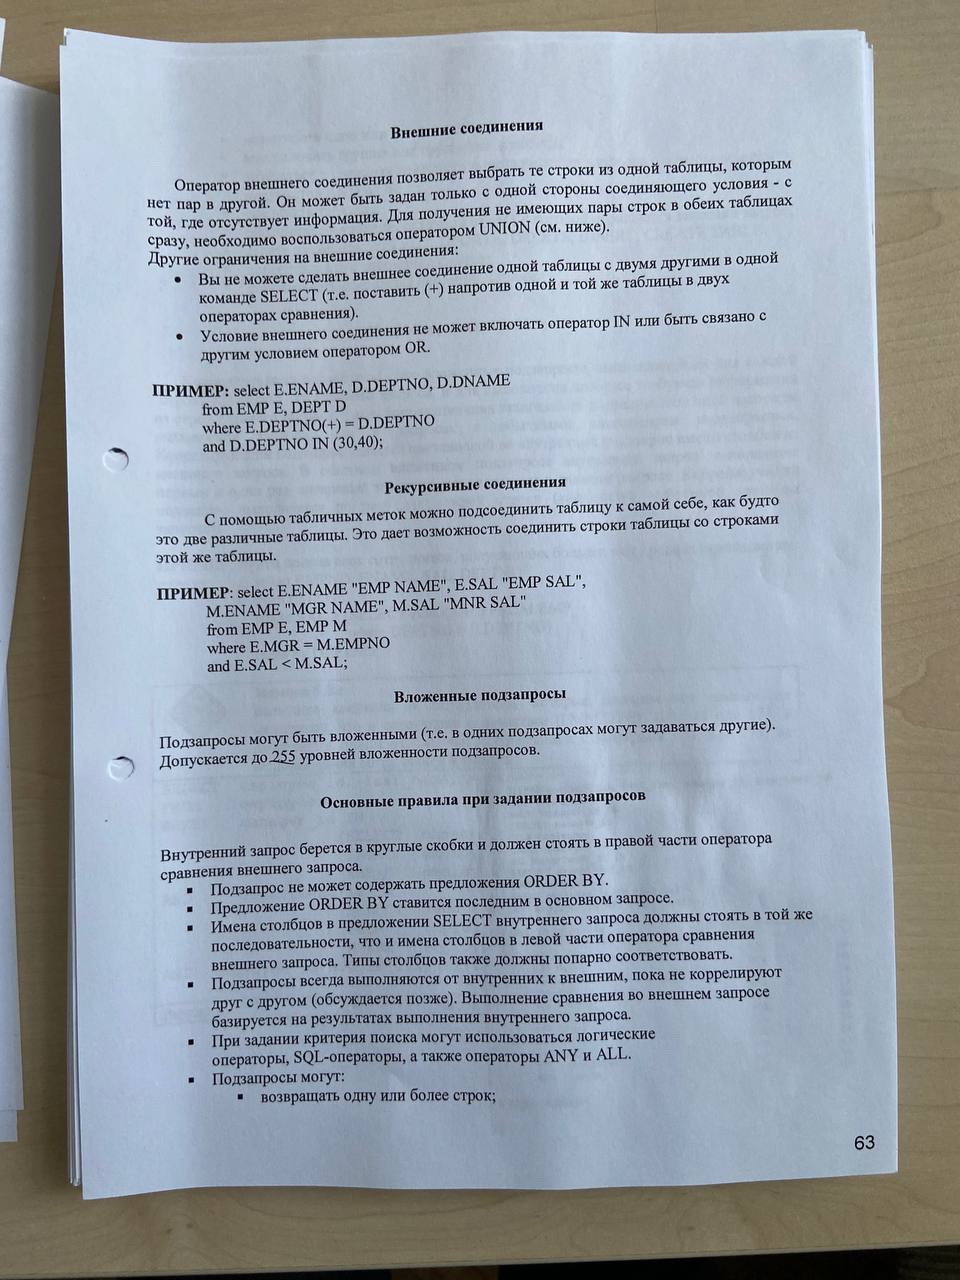 Внешние соединения
Оператор внешнего соединения позволяет выбрать те строки из одной таблицы, которым
нет пар в другой. Он может быть задан только с одной стороны соединяющего условия - с
той, где отсутствует информация. Для получения не имеющих пары строк в обеих таблицах
сразу, необходимо воспользоваться оператором UNION (см. ниже).
Другие ограничения на внешние соединения:
• Вы не можете сделать внешнее соединение одной таблицы с двумя другими в одной
команде SELECT (т.е. поставить (+) напротив одной и той же таблицы в двух
операторах сравнения).
• Условие внешнего соединения не может включать оператор IN или быть связано с
другим условием оператором OR.
ПРИМЕР: select E.ENAME, D.DEPTNO, D.DNAME
from EMP E, DEPT D
where E.DEPTNO(+) = D.DEPTNO
and D.DEPTNO IN (30,40);
Рекурсивные соединения
С помощью табличных меток можно подсоединить таблицу к самой себе, как будто
это две различные таблицы. Это дает возможность соединить строки таблицы со строками
этой же таблицы.
ПРИМЕР: select E.ENAME "EMP NAME", E.SAL "EMP SAL",
M.ENAME "MGR NAME", M.SAL "MNR SAL"
from EMP E, EMP M
where E.MGR = M.EMPNO
and E.SAL < M.SAL;
Вложенные подзапросы
Подзапросы могут быть вложенными (т.е. в одних подзапросах могут задаваться другие).
Допускается до 255 уровней вложенности подзапросов.
Основные правила при задании подзапросов
Внутренний запрос берется в круглые скобки и должен стоять в правой части оператора
сравнения внешнего запроса.
▪ Подзапрос не может содержать предложения ORDER BY.
▪ Предложение ORDER BY ставится последним в основном запросе.
▪ Имена столбцов в предложении SELECT внутреннего запроса должны стоять в той же
последовательности, что и имена столбцов в левой части оператора сравнения
внешнего запроса. Типы столбцов также должны попарно соответствовать.
▪ Подзапросы всегда выполняются от внутренних к внешним, пока не коррелируют
друг с другом (обсуждается позже). Выполнение сравнения во внешнем запросе
базируется на результатах выполнения внутреннего запроса.
▪ При задании критерия поиска могут использоваться логические
операторы, SQL-операторы, а также операторы ANY и ALL.
▪ Подзапросы могут:
▪ возвращать одну или более строк;
63